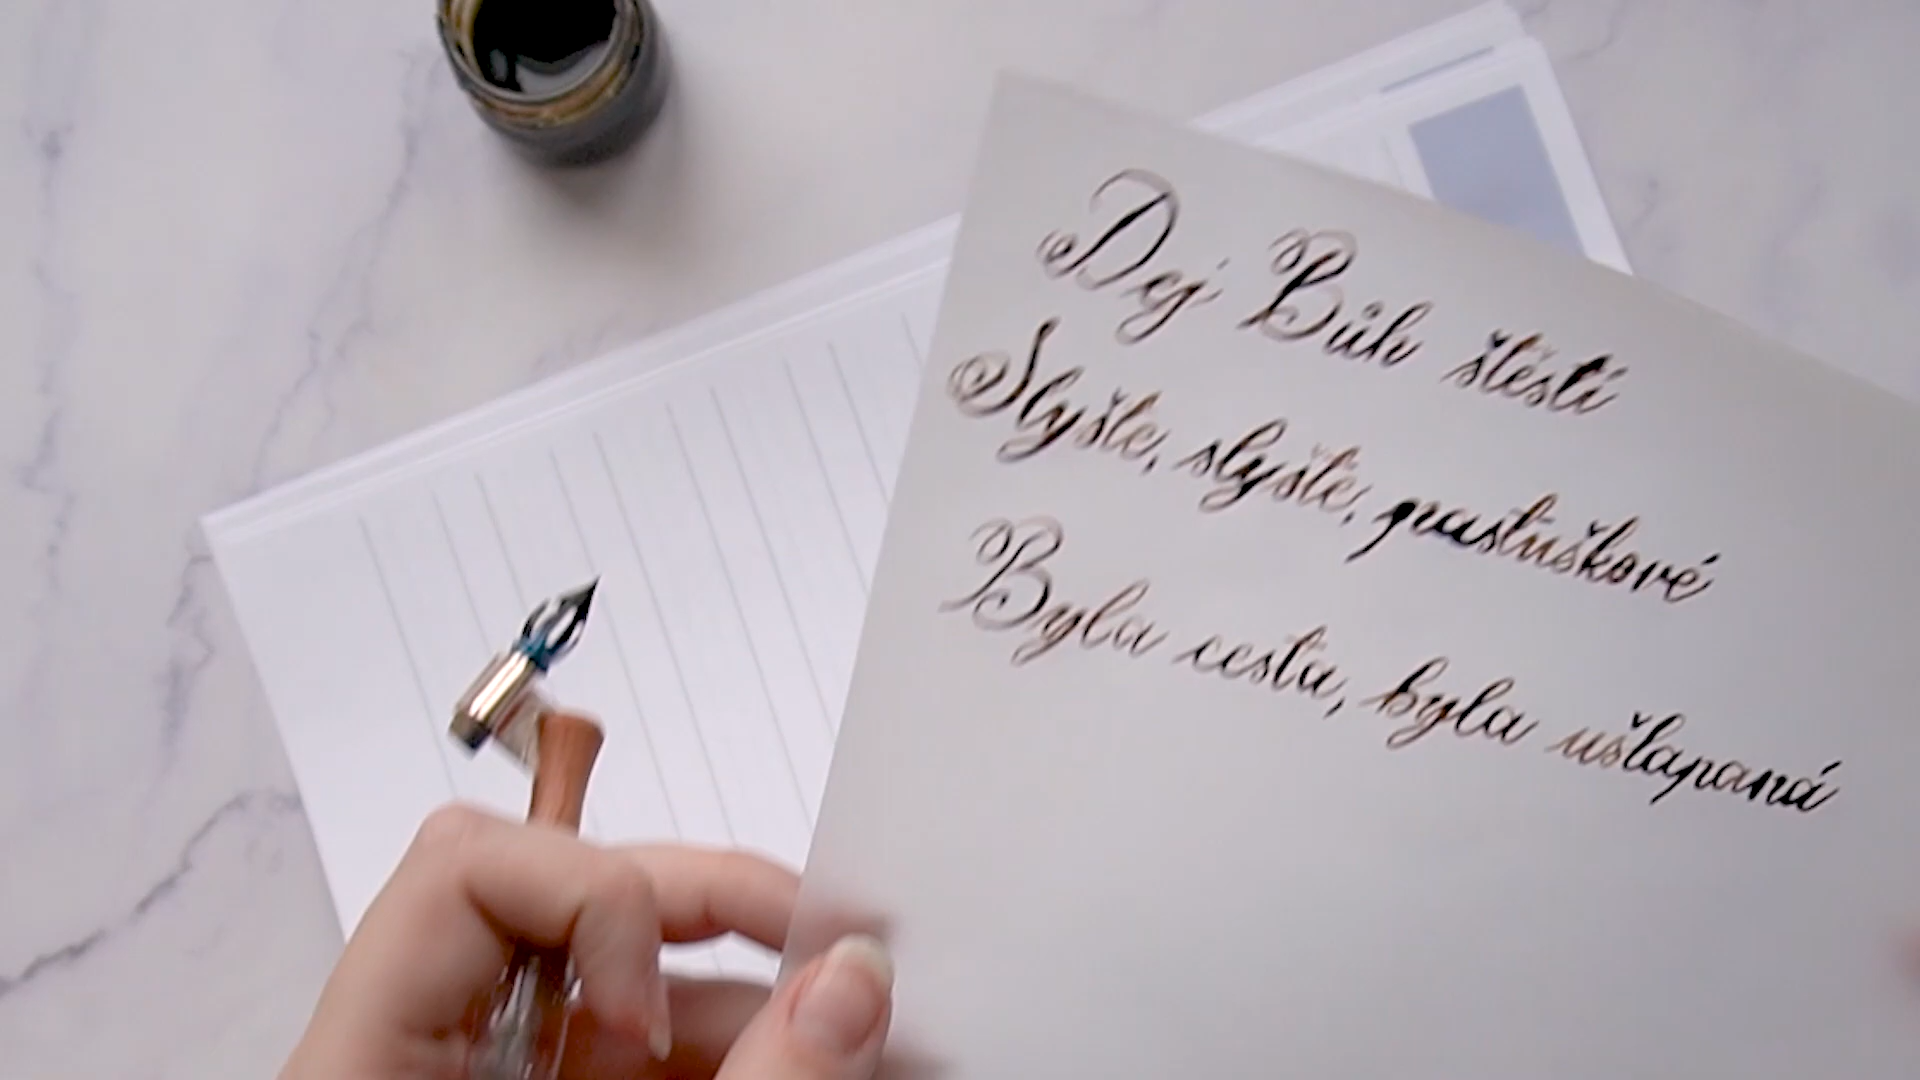 Dej Bůh štěstí
Slyšte, slyšte, pastuškové
Byla cesta, byla ušlapaná